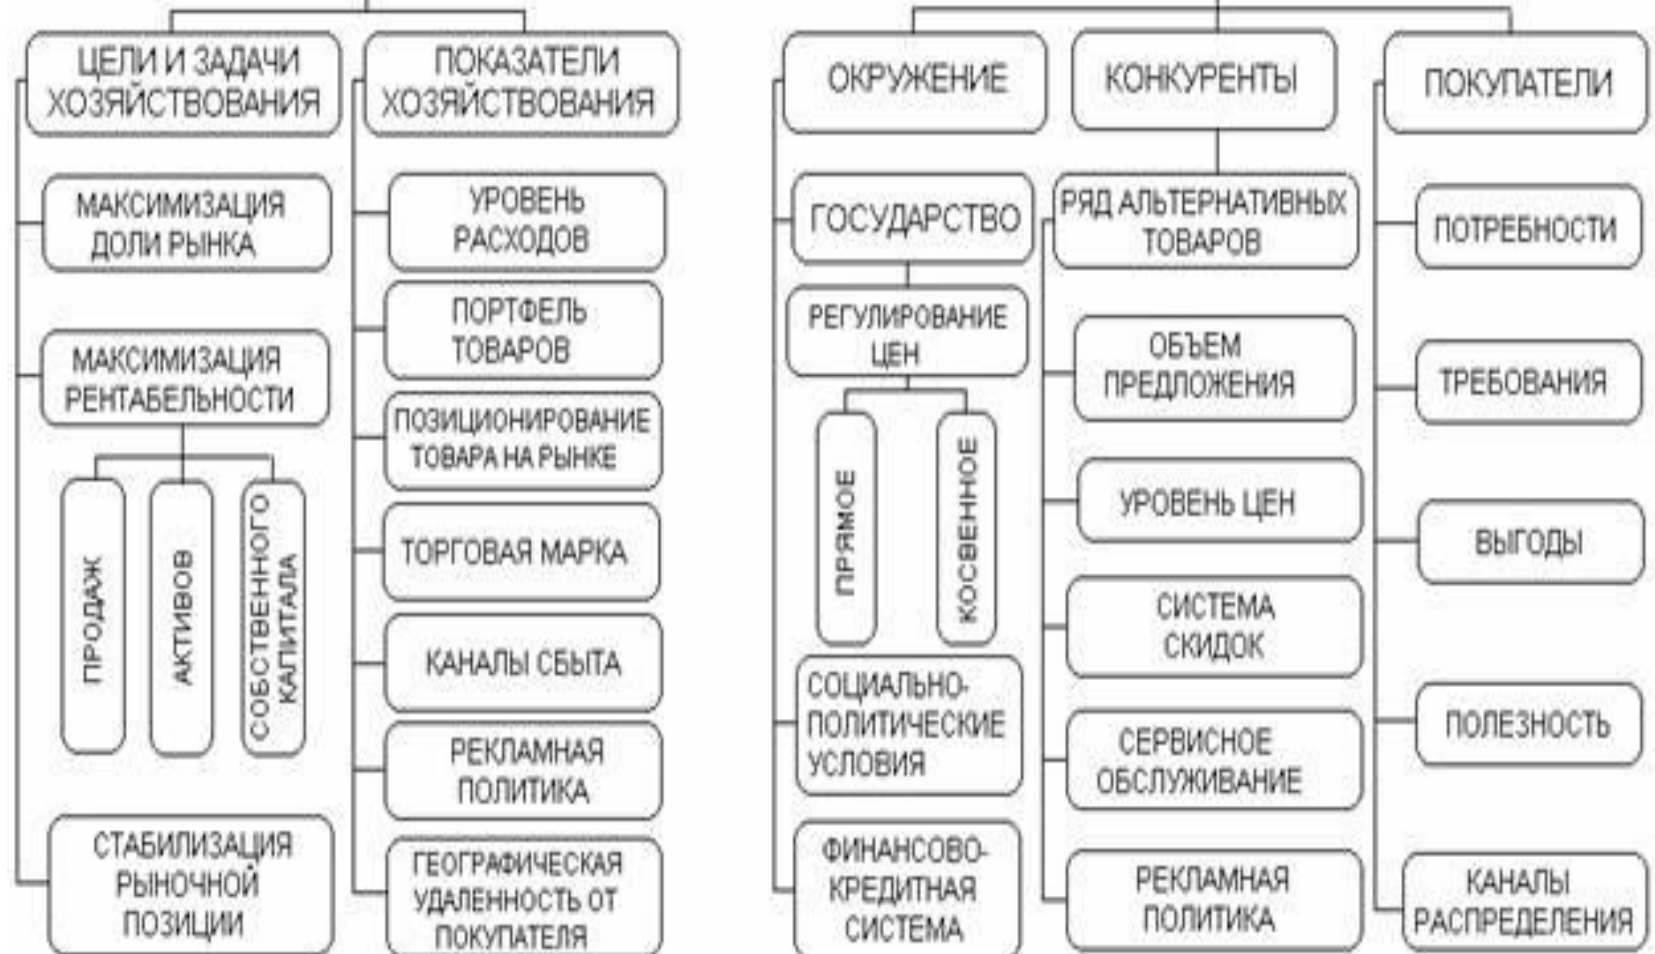 ЦЕЛИ И ЗАДАЧИ
ХОЗЯЙСТВОВАНИЯ
МАКСИМИЗАЦИЯ
ДОЛИ РЫНКА
МАКСИМИЗАЦИЯ
РЕНТАБЕЛЬНОСТИ
ПРОДАЖ
АКТИВОВ
СОБСТВЕННОГО
КАПИТАЛА
СТАБИЛИЗАЦИЯ
РЫНОЧНОЙ
ПОЗИЦИИ
ПОКАЗАТЕЛИ
ХОЗЯЙСТВОВАНИЯ
УРОВЕНЬ
РАСХОДОВ
ПОРТФЕЛЬ
ТОВАРОВ
ПОЗИЦИОНИРОВАНИЕ
ТОВАРА НА РЫНКЕ
ТОРГОВАЯ МАРКА
КАНАЛЫ СБЫТА
РЕКЛАМНАЯ
ПОЛИТИКА
ГЕОГРАФИЧЕСКАЯ
УДАЛЕННОСТЬ ОТ
ПОКУПАТЕЛЯ
ОКРУЖЕНИЕ
ГОСУДАРСТВО
РЕГУЛИРОВАНИЕ
ЦЕН
ПРЯМОЕ
КОСВЕННОЕ
СОЦИАЛЬНО-
ПОЛИТИЧЕСКИЕ
УСЛОВИЯ
ФИНАНСОВО-
КРЕДИТНАЯ
СИСТЕМА
КОНКУРЕНТЫ
РЯД АЛЬТЕРНАТИВНЫХ
ТОВАРОВ
ОБЪЕМ
ПРЕДЛОЖЕНИЯ
УРОВЕНЬ ЦЕН
СИСТЕМА
СКИДОК
СЕРВИСНОЕ
ОБСЛУЖИВАНИЕ
РЕКЛАМНАЯ
ПОЛИТИКА
ПОКУПАТЕЛИ
ПОТРЕБНОСТИ
ТРЕБОВАНИЯ
ВЫГОДЫ
ПОЛЕЗНОСТЬ
КАНАЛЫ
РАСПРЕДЕЛЕНИЯ